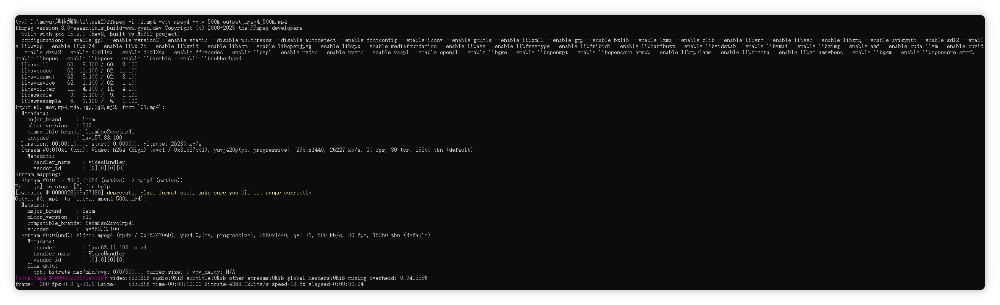 (py) D:\moyu\媒体编码\1\task2>ffmpeg -i 01.mp4 -c:v mpeg4 -b:v 500k output_mpeg4_500k.mp4
ffmpeg version 8.0-essentials_build-www.gyan.dev Copyright (c) 2000-2025 the FFmpeg developers
  built with gcc 15.2.0 (Rev8, Built by MSYS2 project)
  configuration: --enable-gpl --enable-version3 --enable-static --disable-w32threads --disable-autodetect --enable-fontconfig --enable-iconv --enable-gnutls --enable-libxml2 --enable-gmp --enable-bzlib --enable-lzma --enable-zlib --enable-libsrt --enable-libssh --enable-libzmq --enable-avisynth --enable-sdl2 --enabl
e-libwebp --enable-libx264 --enable-libx265 --enable-libxvid --enable-libaom --enable-libopenjpeg --enable-libvpx --enable-mediafoundation --enable-libass --enable-libfreetype --enable-libfribidi --enable-libharfbuzz --enable-libvidstab --enable-libvmaf --enable-libzimg --enable-amf --enable-cuda-llvm --enable-cuvid
 --enable-dxva2 --enable-d3d11va --enable-d3d12va --enable-ffnvcodec --enable-libvpl --enable-nvdec --enable-nvenc --enable-vaapi --enable-openal --enable-libgme --enable-libopenmpt --enable-libopencore-amrwb --enable-libmp3lame --enable-libtheora --enable-libvo-amrwbenc --enable-libgsm --enable-libopencore-amrnb --
enable-libopus --enable-libspeex --enable-libvorbis --enable-librubberband
  libavutil      60.  8.100 / 60.  8.100
  libavcodec     62. 11.100 / 62. 11.100
  libavformat    62.  3.100 / 62.  3.100
  libavdevice    62.  1.100 / 62.  1.100
  libavfilter    11.  4.100 / 11.  4.100
  libswscale      9.  1.100 /  9.  1.100
  libswresample   6.  1.100 /  6.  1.100
Input #0, mov,mp4,m4a,3gp,3g2,mj2, from '01.mp4':
  Metadata:
    major_brand     : isom
    minor_version   : 512
    compatible_brands: isomiso2avc1mp41
    encoder         : Lavf57.83.100
  Duration: 00:00:10.00, start: 0.000000, bitrate: 26230 kb/s
  Stream #0:0[0x1](und): Video: h264 (High) (avc1 / 0x31637661), yuvj420p(pc, progressive), 2560x1440, 26227 kb/s, 30 fps, 30 tbr, 15360 tbn (default)
    Metadata:
      handler_name    : VideoHandler
      vendor_id       : [0][0][0][0]
Stream mapping:
  Stream #0:0 -> #0:0 (h264 (native) -> mpeg4 (native))
Press [q] to stop, [?] for help
[swscaler @ 0000028669a57180] deprecated pixel format used, make sure you did set range correctly
Output #0, mp4, to 'output_mpeg4_500k.mp4':
  Metadata:
    major_brand     : isom
    minor_version   : 512
    compatible_brands: isomiso2avc1mp41
    encoder         : Lavf62.3.100
  Stream #0:0(und): Video: mpeg4 (mp4v / 0x7634706D), yuv420p(tv, progressive), 2560x1440, q=2-31, 500 kb/s, 30 fps, 15360 tbn (default)
    Metadata:
      encoder         : Lavc62.11.100 mpeg4
      handler_name    : VideoHandler
      vendor_id       : [0][0][0][0]
    Side data:
      cpb: bitrate max/min/avg: 0/0/500000 buffer size: 0 vbv_delay: N/A
[out#0/mp4 @ 00000286673e6c80] video:5330KiB audio:0KiB subtitle:0KiB other streams:0KiB global headers:0KiB muxing overhead: 0.041335%
frame=  300 fps=0.0 q=31.0 Lsize=    5332KiB time=00:00:10.00 bitrate=4368.1kbits/s speed=10.6x elapsed=0:00:00.94